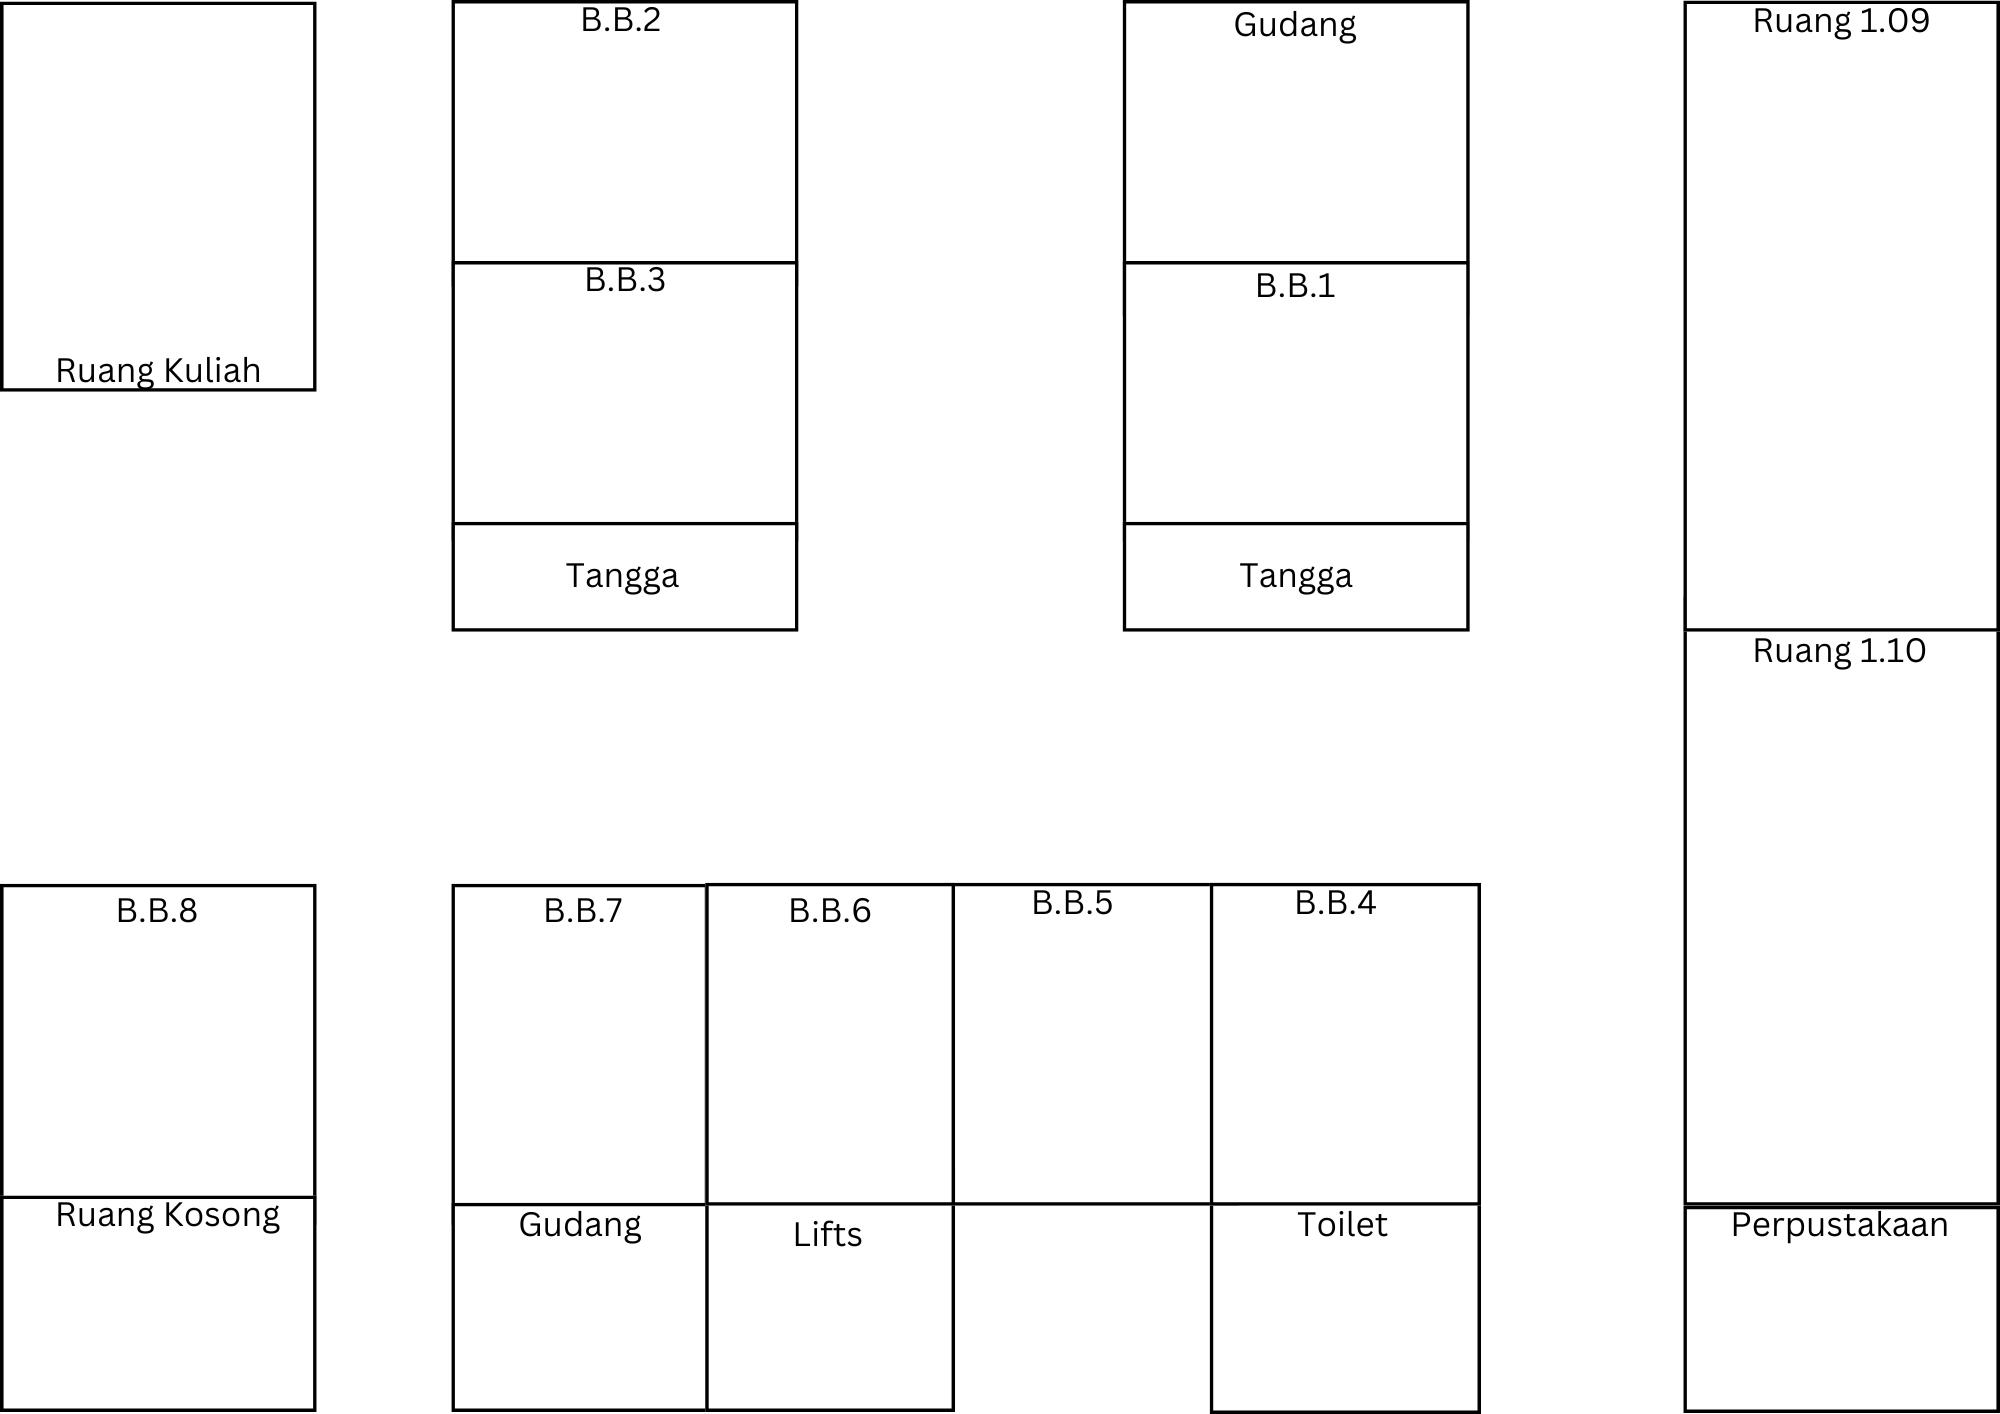 B.B.2
Gudang
Ruang 1.09
B.B.3
B.B.1
Ruang Kuliah
Tangga
Tangga
Ruang 1.10
B.B.8
B.B.7
B.B.6
B.B.5
B.B.4
Ruang Kosong
Gudang
Lifts
Toilet
Perpustakaan